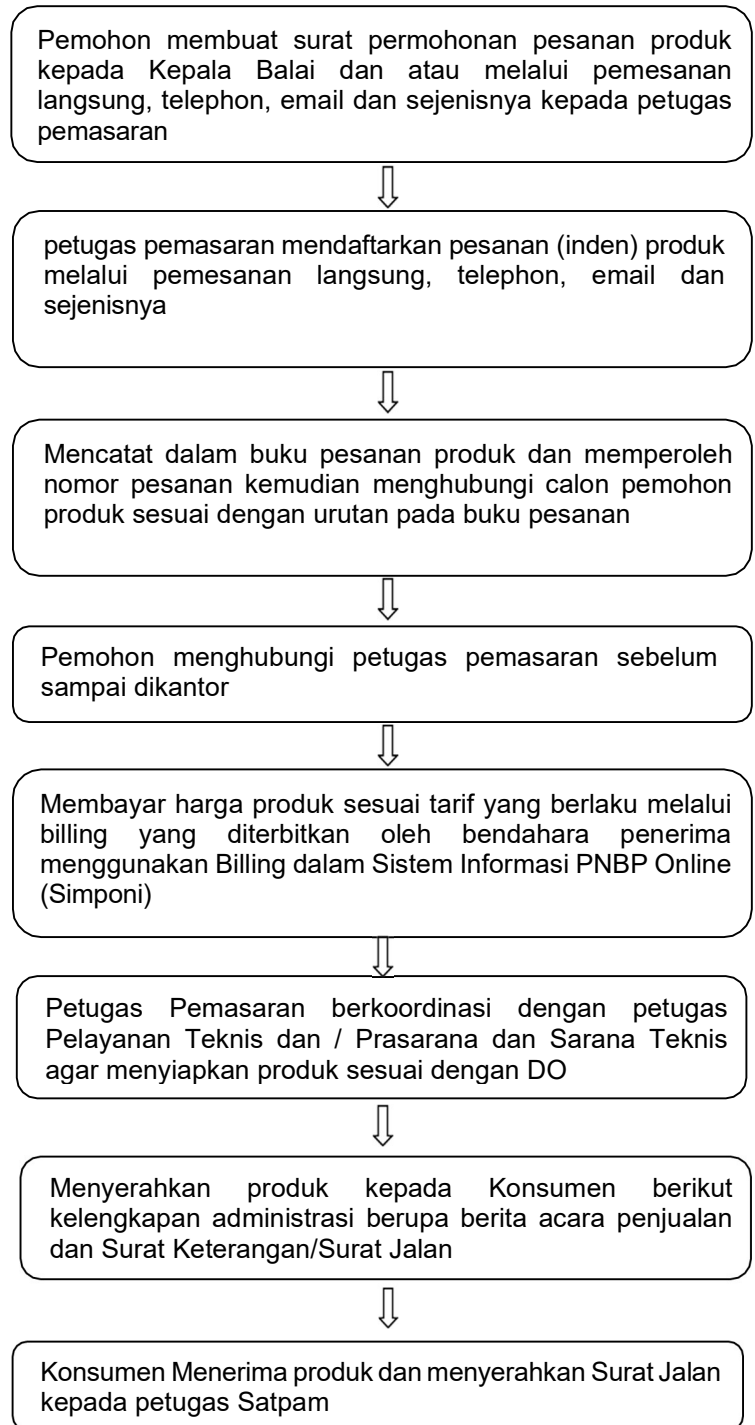 Pemohon membuat surat permohonan pesanan produk
kepada Kepala Balai dan atau melalui pemesanan
langsung, telephon, email dan sejenisnya kepada petugas
pemasaran
petugas pemasaran mendaftarkan pesanan (inden) produk
melalui pemesanan langsung, telephon, email dan
sejenisnya
Mencatat dalam buku pesanan produk dan memperoleh
nomor pesanan kemudian menghubungi calon pemohon
produk sesuai dengan urutan pada buku pesanan
Pemohon menghubungi petugas pemasaran sebelum
sampai dikantor
Membayar harga produk sesuai tarif yang berlaku melalui
billing yang diterbitkan oleh bendahara penerima
menggunakan Billing dalam Sistem Informasi PNBP Online
(Simponi)
Petugas Pemasaran berkoordinasi dengan petugas
Pelayanan Teknis dan / Prasarana dan Sarana Teknis
agar menyiapkan produk sesuai dengan DO
Menyerahkan produk kepada Konsumen berikut
kelengkapan administrasi berupa berita acara penjualan
dan Surat Keterangan/Surat Jalan
Konsumen Menerima produk dan menyerahkan Surat Jalan
kepada petugas Satpam